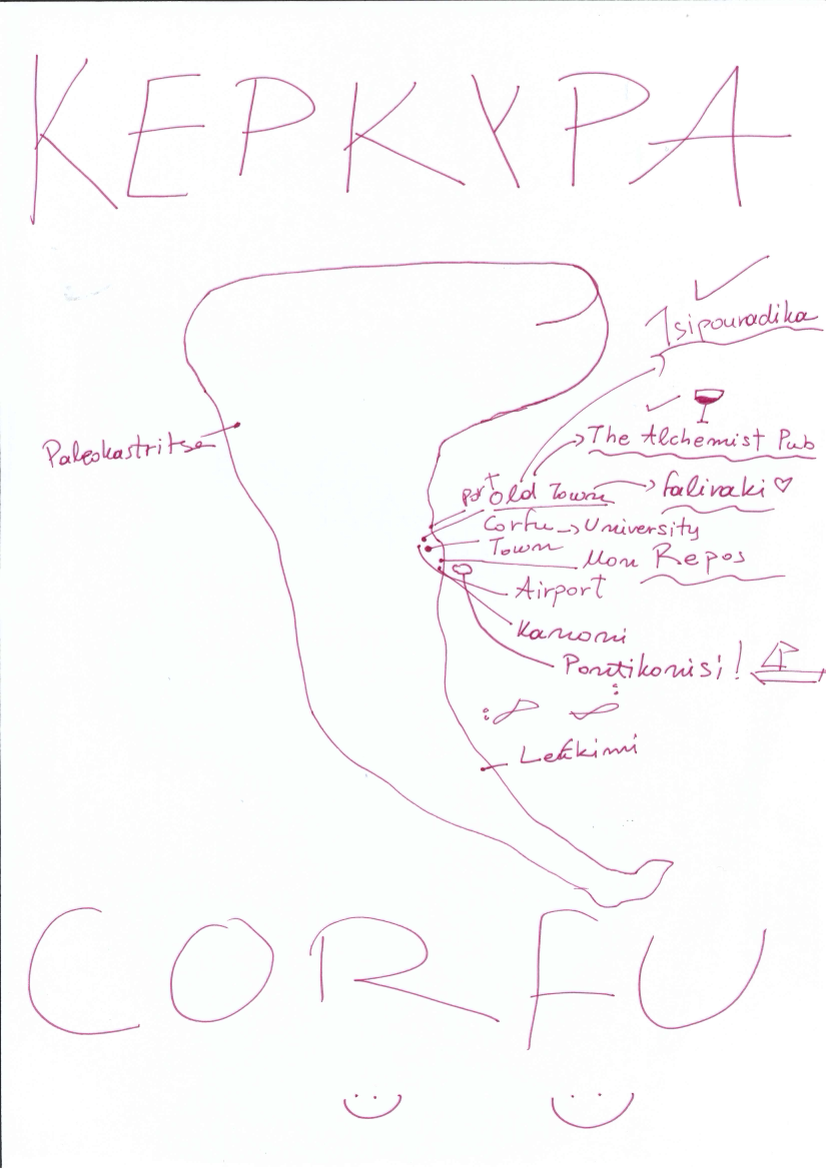 ΚΕΡΚΥΡΑ
Tsipouradika
The Alchemist Pub
Paleokastritsa
Port Old Town → faliraki ♡
Corfu → University
Town
Mon Repos
Airport
Kanoni
Pontikonisi!
Lefkimi
CORFU